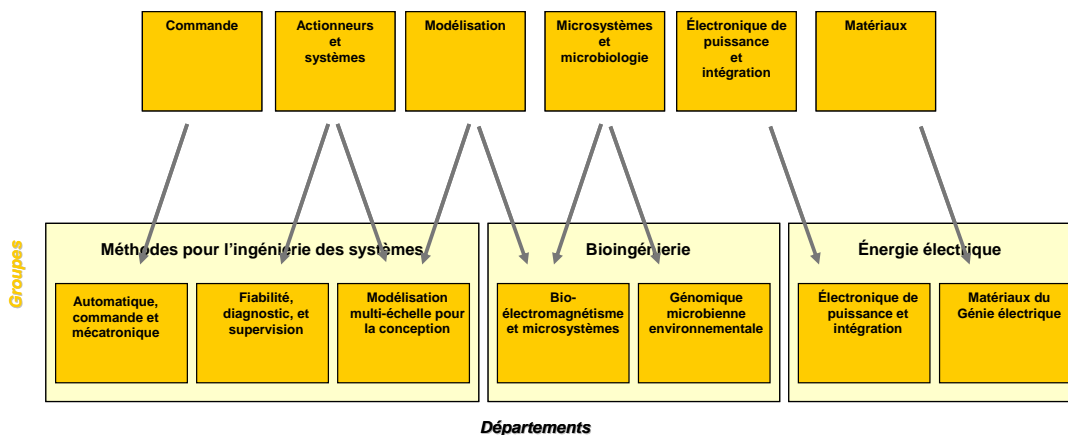 Commande
Actionneurs
et
systèmes
Modélisation
Microsystèmes
et
microbiologie
Électronique de
puissance
et
intégration
Matériaux
Groupes
Méthodes pour l'ingénierie des systèmes
Automatique,
commande et
mécatronique
Fiabilité,
diagnostic, et
supervision
Modélisation
multi-échelle pour
la conception
Bioingénierie
Bio-
électromagnétisme
et microsystèmes
Génomique
microbienne
environnementale
Énergie électrique
Électronique de
puissance et
intégration
Matériaux du
Génie électrique
Départements